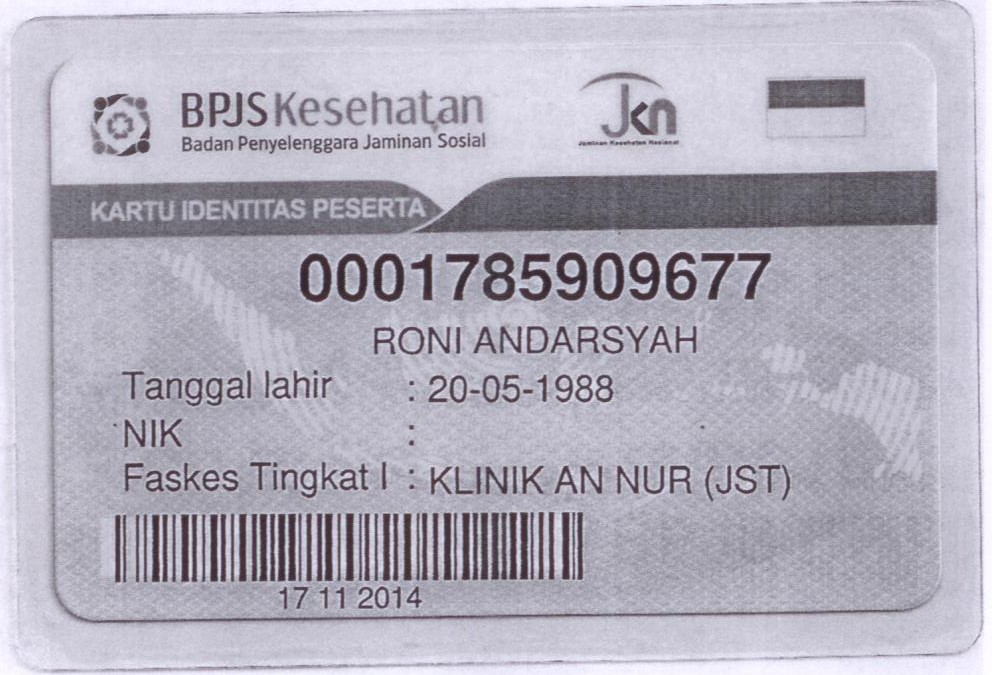 BPJS Kesehatan
Badan Penyelenggara Jaminan Sosial
Jkn
Jaminan Kesehatan Nasional
KARTU IDENTITAS PESERTA
0001785909677
RONI ANDARSYAH
Tanggal lahir : 20-05-1988
NIK :
Faskes Tingkat I : KLINIK AN NUR (JST)
17 11 2014